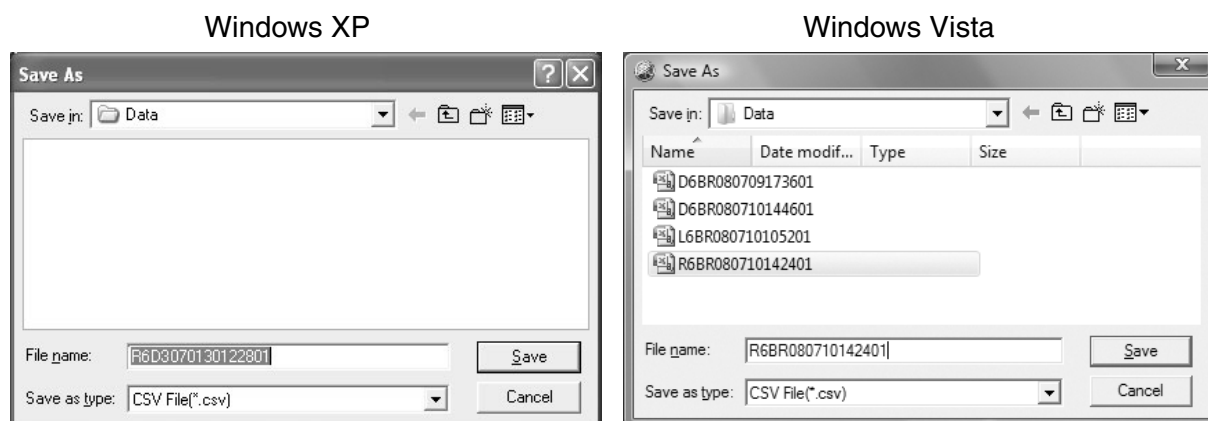 Windows XP
Save As
Save in: Data
File name: R6D3070130122801 Save
Save as type: CSV File(*.csv) Cancel
Windows Vista
Save As
Save in: Data
Name Date modif... Type Size
D6BR080709173601
D6BR080710144601
L6BR080710105201
R6BR080710142401
File name: R6BR080710142401 Save
Save as type: CSV File(*.csv) Cancel